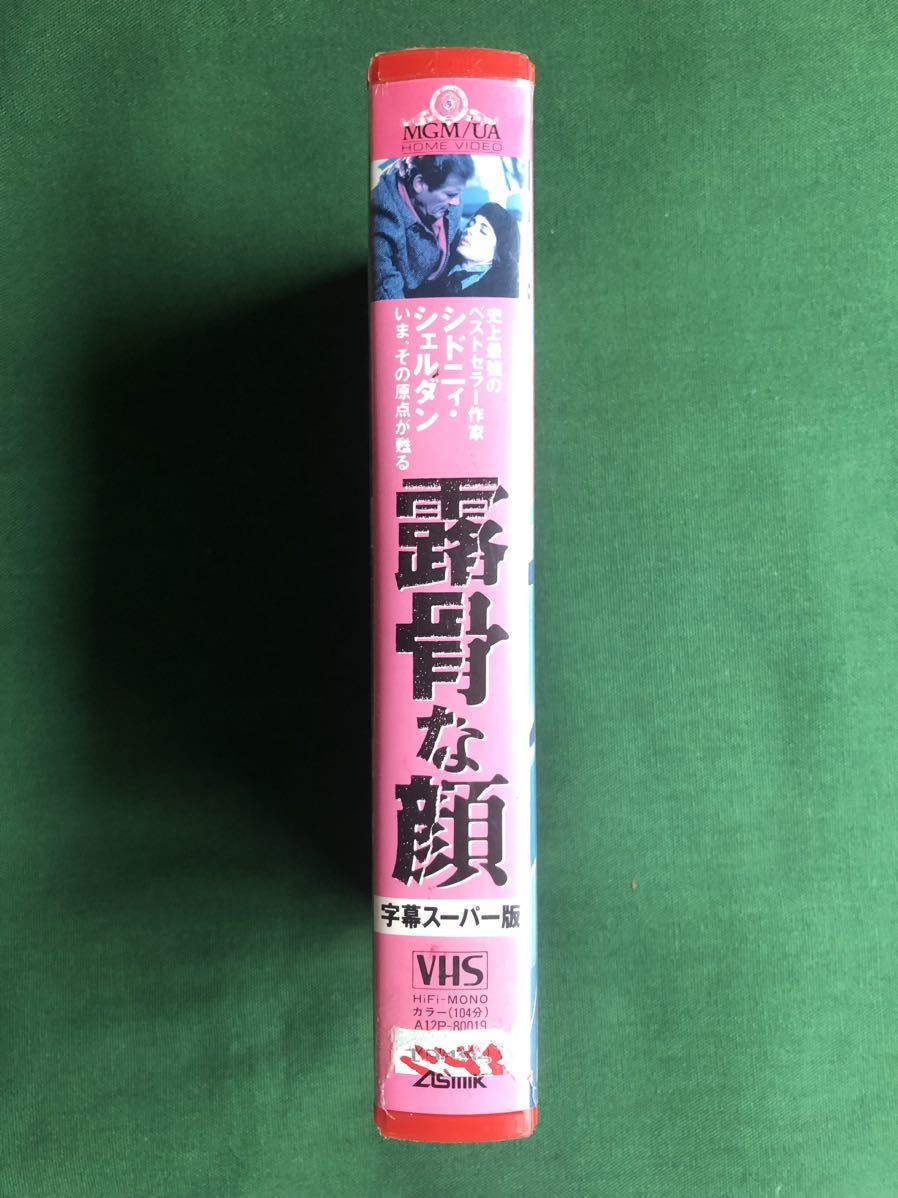 MGM/UA
HOME VIDEO
史上最強の
ベストセラー作家
シドニィ・
シェルダン
いま、その原点が甦る
露骨な顔
字幕スーパー版
VHS
HiFi-MONO
カラー(104分)
A12P-80019
Asmik